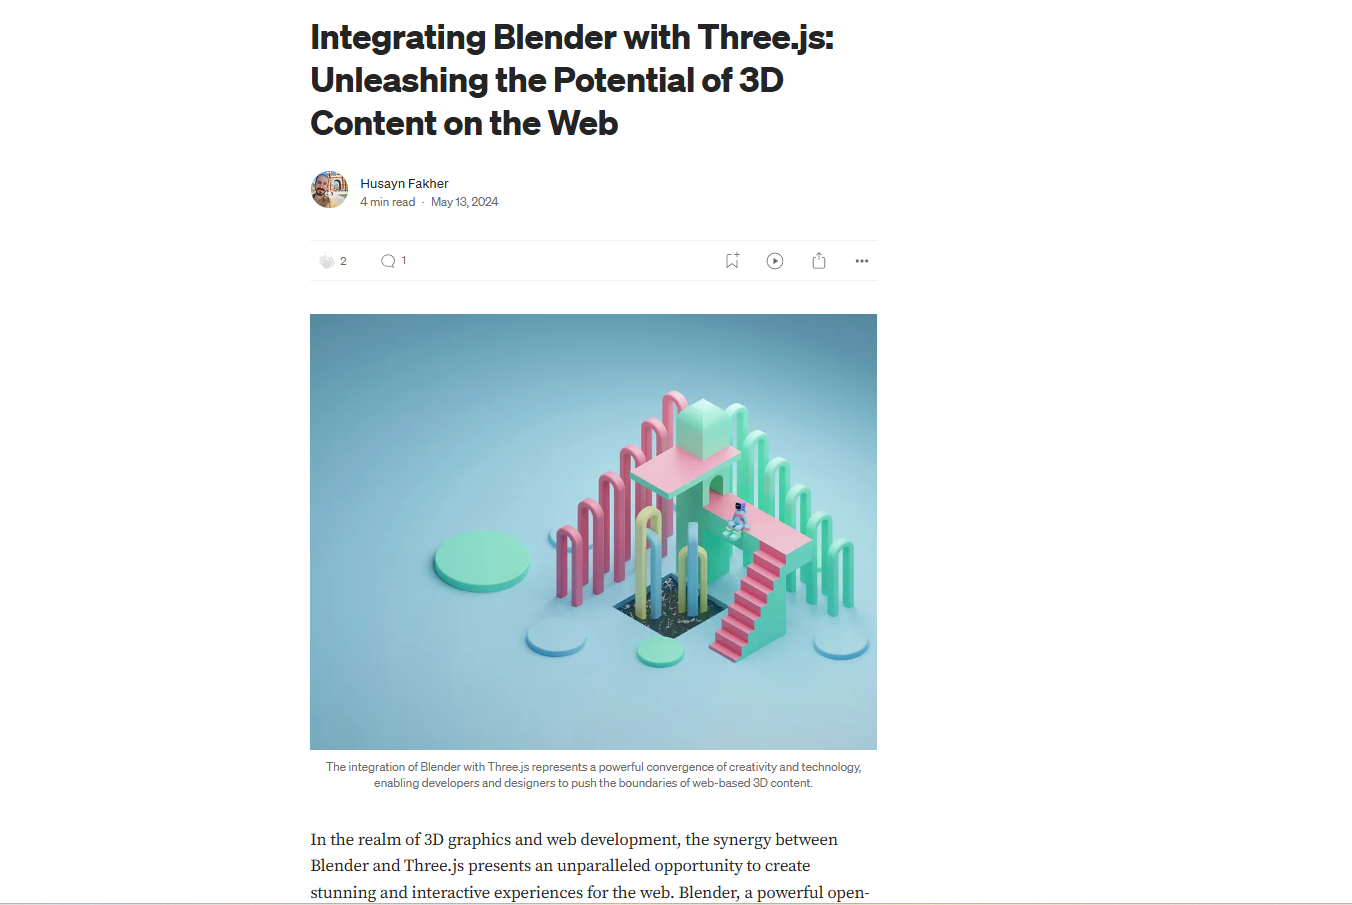 Integrating Blender with Three.js:
Unleashing the Potential of 3D
Content on the Web
Husayn Fakher
4 min read · May 13, 2024
2
1
The integration of Blender with Three.js represents a powerful convergence of creativity and technology,
enabling developers and designers to push the boundaries of web-based 3D content.
In the realm of 3D graphics and web development, the synergy between
Blender and Three.js presents an unparalleled opportunity to create
stunning and interactive experiences for the web. Blender, a powerful open-